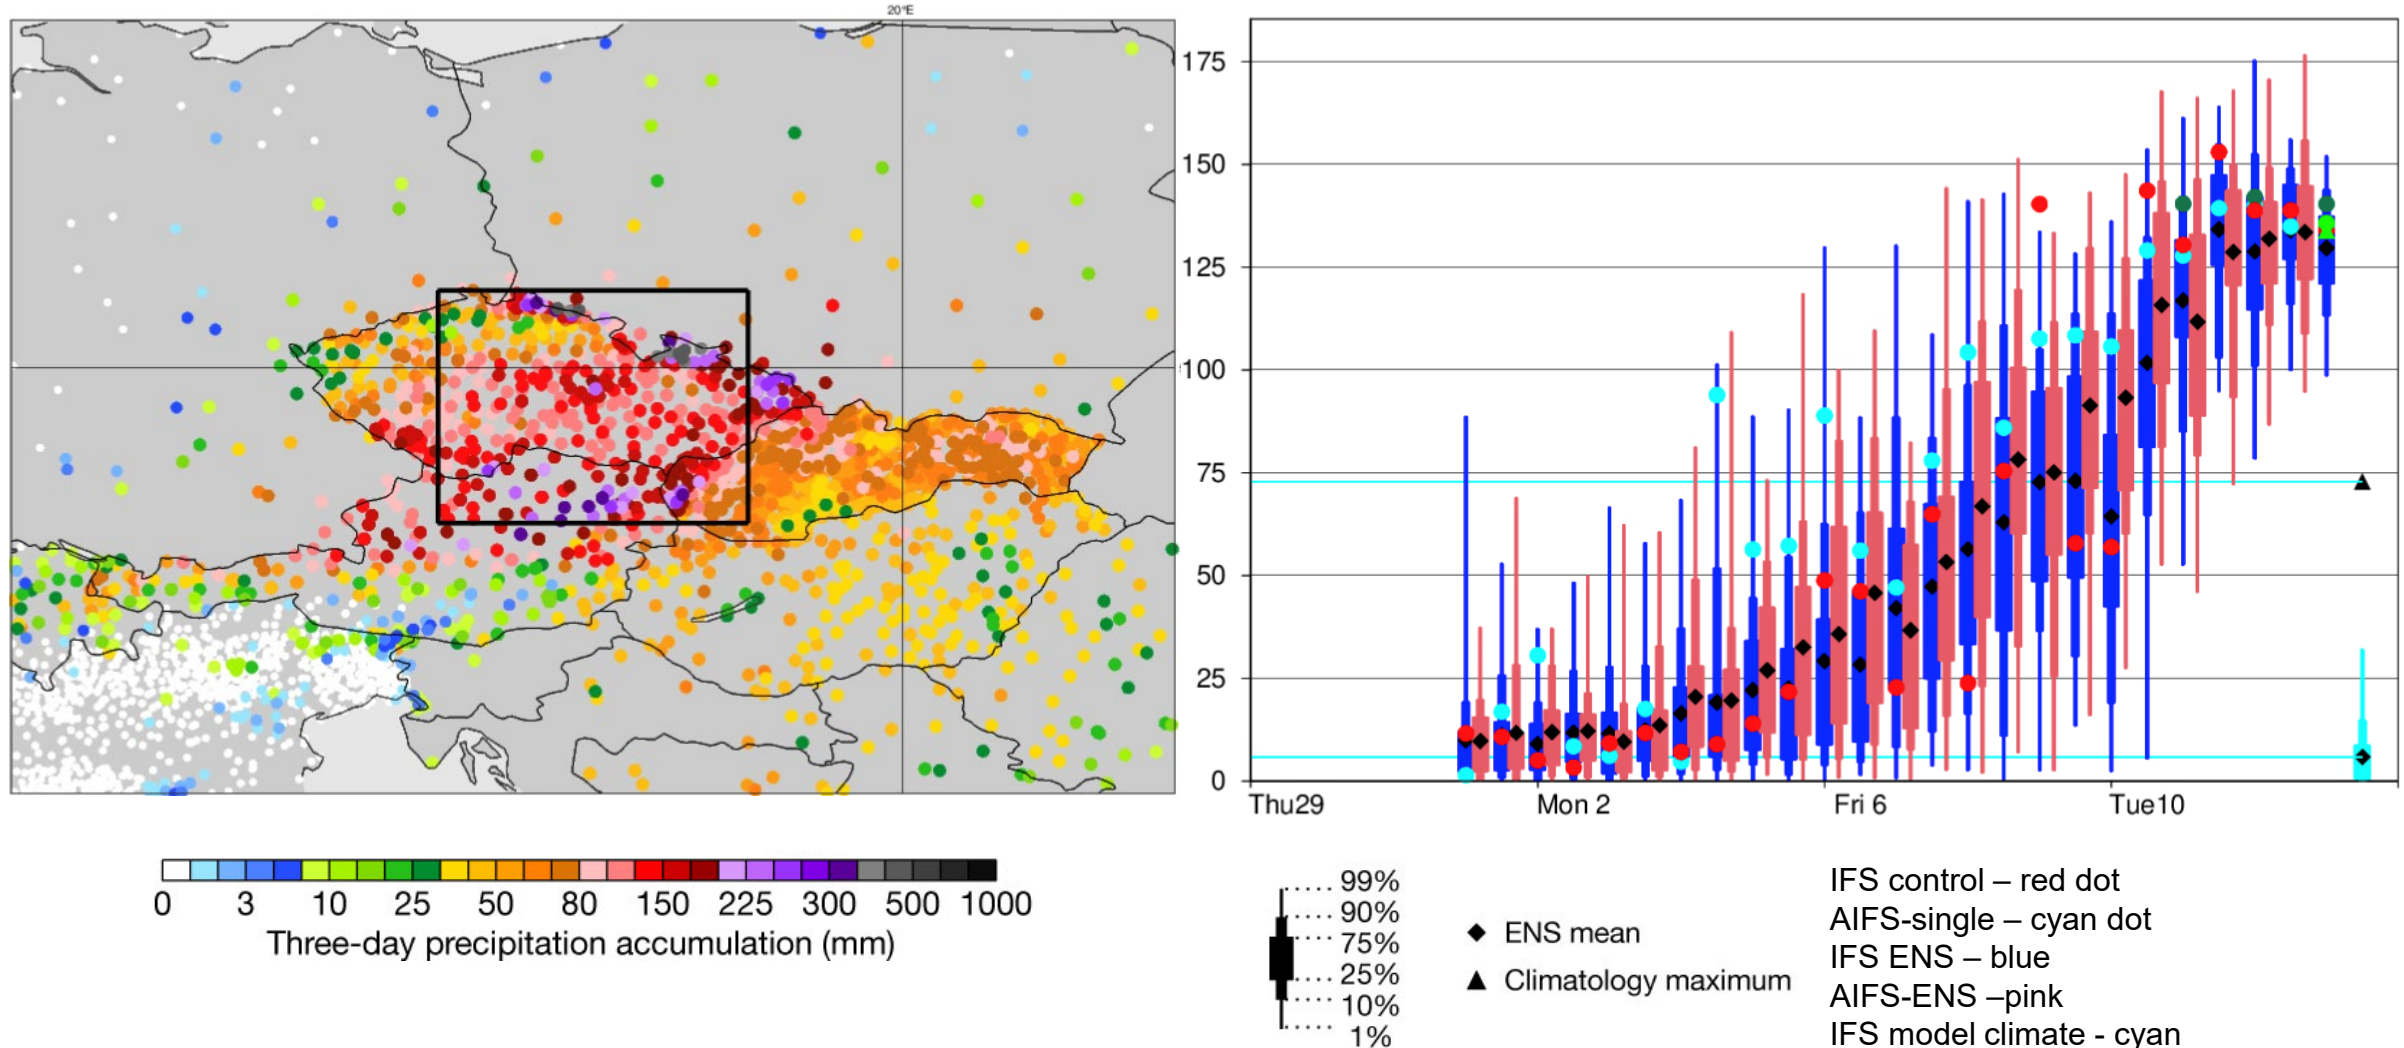 20°E
175
150
125
100
75
50
25
0
Thu29 Mon 2 Fri 6 Tue10
0 3 10 25 50 80 150 225 300 500 1000
Three-day precipitation accumulation (mm)
99%
90%
75%
25%
10%
1%
ENS mean
Climatology maximum
IFS control – red dot
AIFS-single – cyan dot
IFS ENS – blue
AIFS-ENS –pink
IFS model climate - cyan